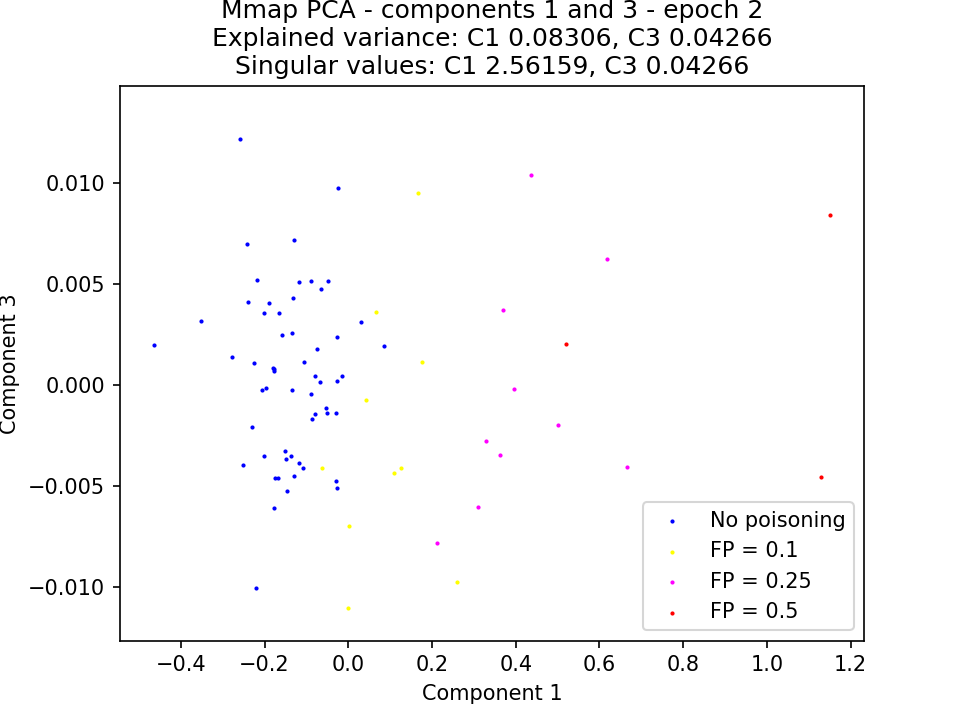 Mmap PCA - components 1 and 3 - epoch 2
Explained variance: C1 0.08306, C3 0.04266
Singular values: C1 2.56159, C3 0.04266
Component 3
0.010
0.005
0.000
−0.005
−0.010
No poisoning
FP = 0.1
FP = 0.25
FP = 0.5
−0.4 −0.2 0.0 0.2 0.4 0.6 0.8 1.0 1.2
Component 1